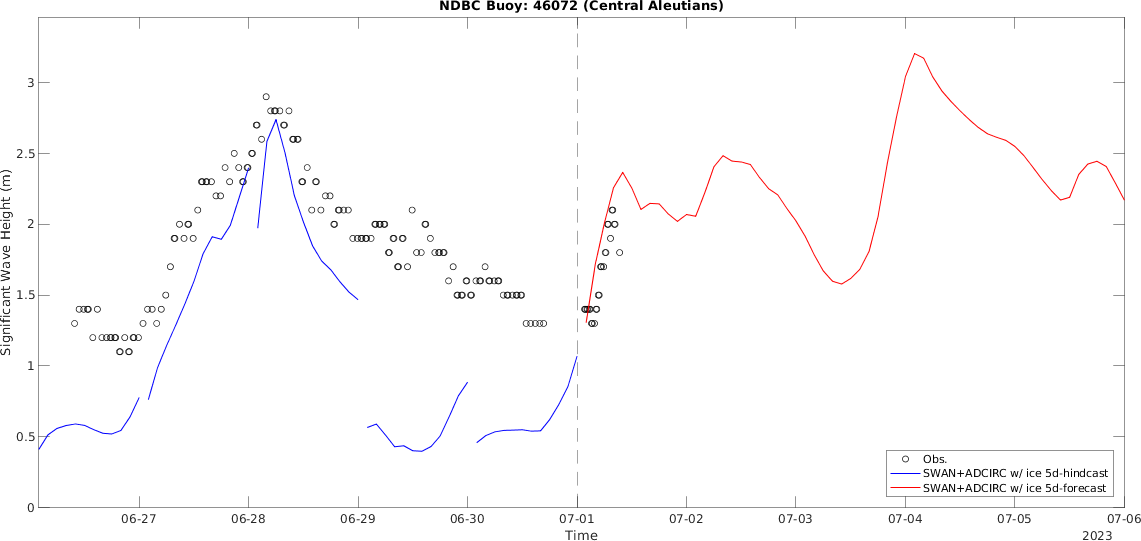 NDBC Buoy: 46072 (Central Aleutians)
Significant Wave Height (m)
3
2.5
2
1.5
1
0.5
0
Obs.
SWAN+ADCIRC w/ ice 5d-hindcast
SWAN+ADCIRC w/ ice 5d-forecast
06-27 06-28 06-29 06-30 07-01 07-02 07-03 07-04 07-05 07-06
Time
2023